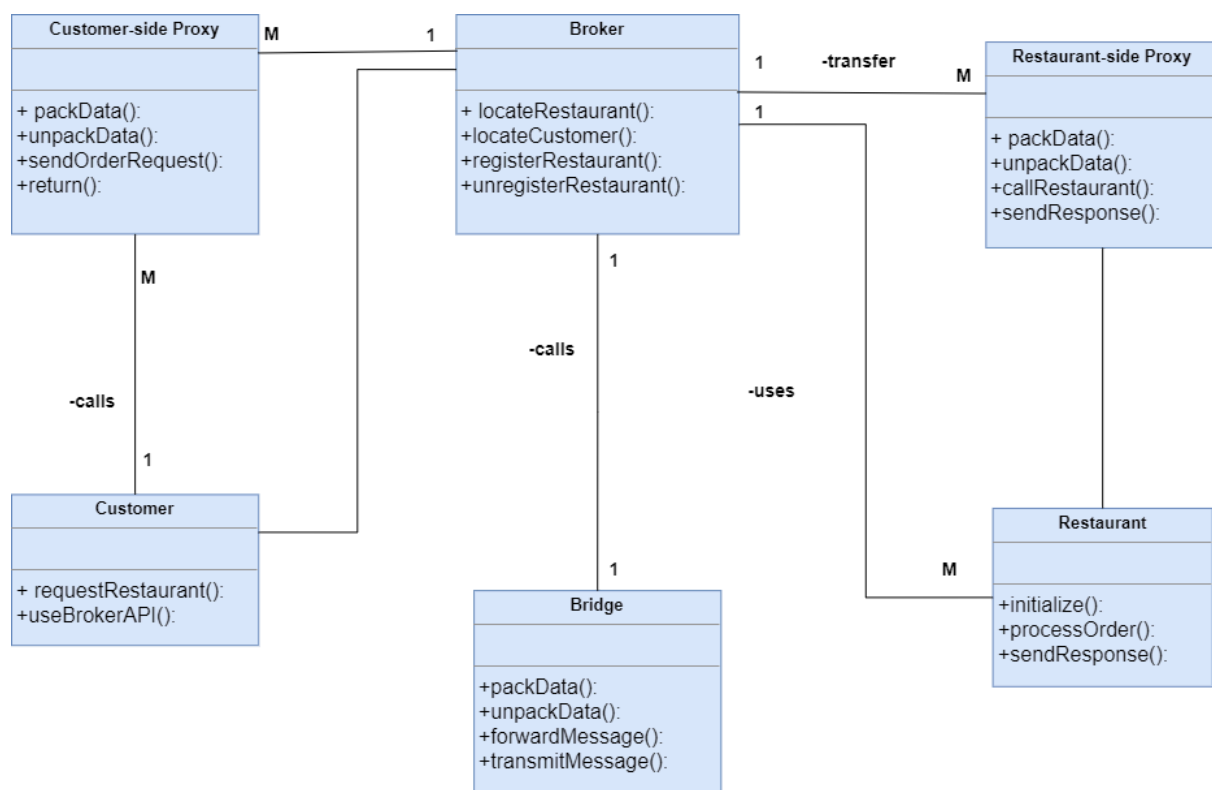 Customer-side Proxy
+ packData():
+unpackData():
+sendOrderRequest():
+return():
M
1
Broker
+ locateRestaurant():
+locateCustomer():
+registerRestaurant():
+unregisterRestaurant():
1
-transfer
M
1
Restaurant-side Proxy
+ packData():
+unpackData():
+callRestaurant():
+sendResponse():
M
-calls
1
1
-calls
1
-uses
M
Customer
+ requestRestaurant():
+useBrokerAPI():
Bridge
+packData():
+unpackData():
+forwardMessage():
+transmitMessage():
Restaurant
+initialize():
+processOrder():
+sendResponse():